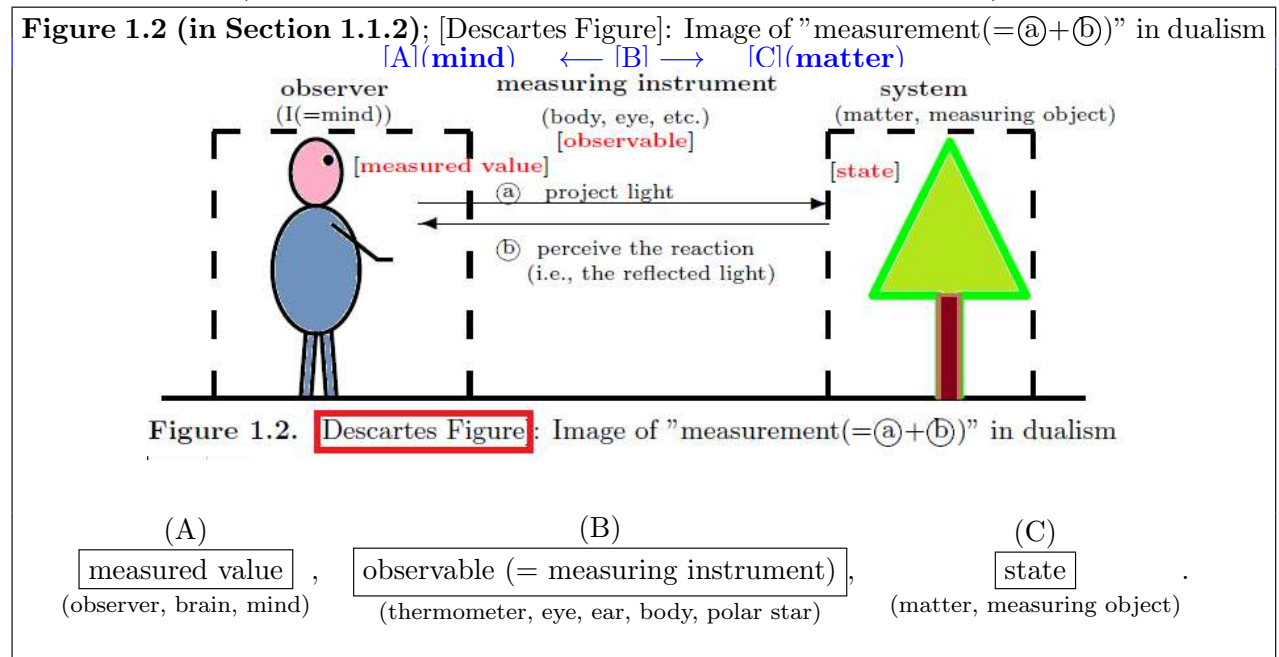 Figure 1.2 (in Section 1.1.2); [Descartes Figure]: Image of ”measurement(=ⓐ+ⓑ)” in dualism
[A](mind) ←− [B] −→ [C](matter)
observer measuring instrument system
(I(=mind)) (body, eye, etc.) (matter, measuring object)
[observable]
[measured value] [state]
ⓐ project light
ⓑ perceive the reaction
(i.e., the reflected light)
Figure 1.2. [Descartes Figure]: Image of ”measurement(=ⓐ+ⓑ)” in dualism
(A) (B) (C)
measured value , observable (= measuring instrument) , state .
(observer, brain, mind) (thermometer, eye, ear, body, polar star) (matter, measuring object)